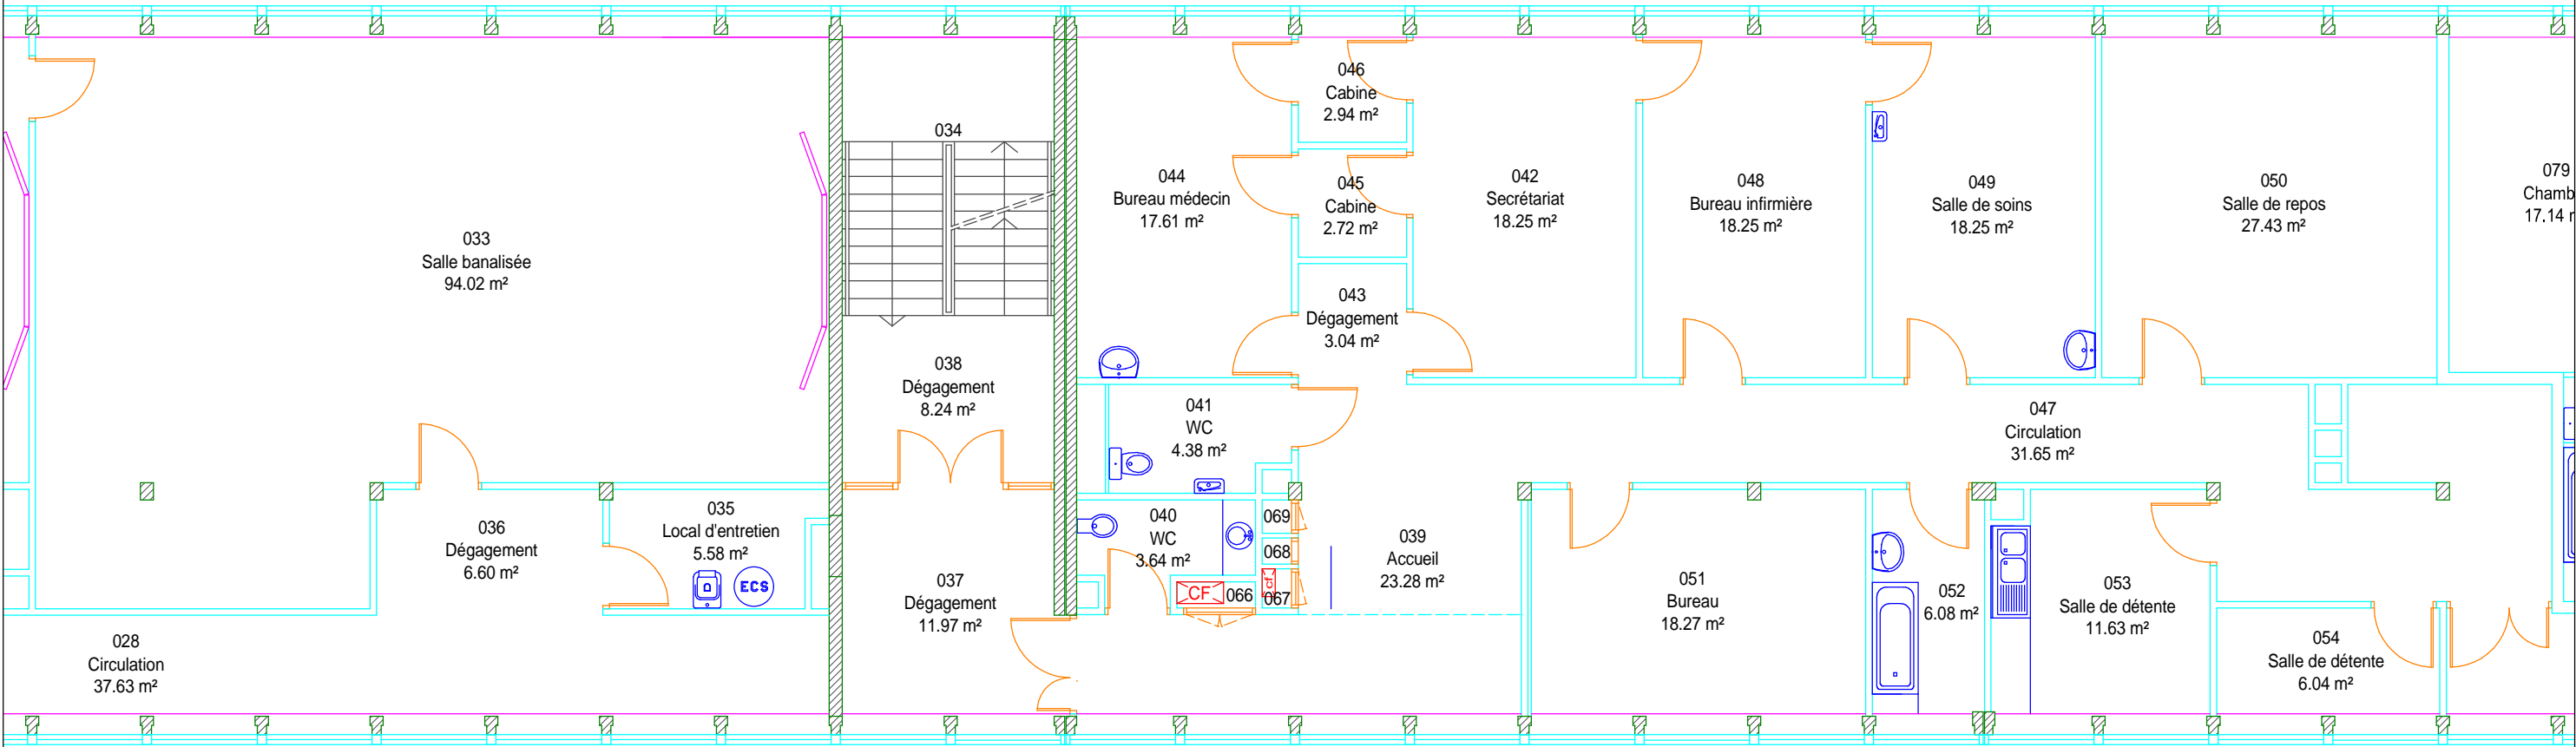 033
Salle banalisée
94.02 m²
028
Circulation
37.63 m²
036
Dégagement
6.60 m²
035
Local d'entretien
5.58 m²
ECS
034
038
Dégagement
8.24 m²
037
Dégagement
11.97 m²
044
Bureau médecin
17.61 m²
046
Cabine
2.94 m²
045
Cabine
2.72 m²
043
Dégagement
3.04 m²
042
Secrétariat
18.25 m²
041
WC
4.38 m²
040
WC
3.64 m²
069
068
CF
066
cf
067
039
Accueil
23.28 m²
048
Bureau infirmière
18.25 m²
049
Salle de soins
18.25 m²
050
Salle de repos
27.43 m²
079
Chamb
17.14
047
Circulation
31.65 m²
051
Bureau
18.27 m²
052
6.08 m²
053
Salle de détente
11.63 m²
054
Salle de détente
6.04 m²